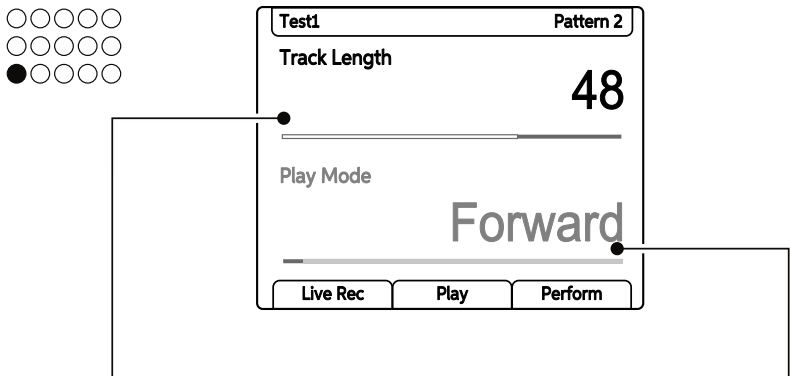 Test1 Pattern 2
Track Length
48
Play Mode
Forward
Live Rec Play Perform